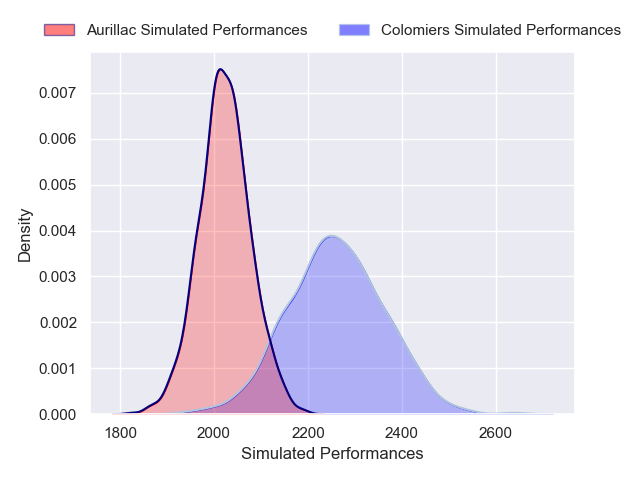 Aurillac Simulated Performances Colomiers Simulated Performances
0.007
0.006
0.005
0.004
0.003
0.002
0.001
0.000
Density
1800 2000 2200 2400 2600
Simulated Performances